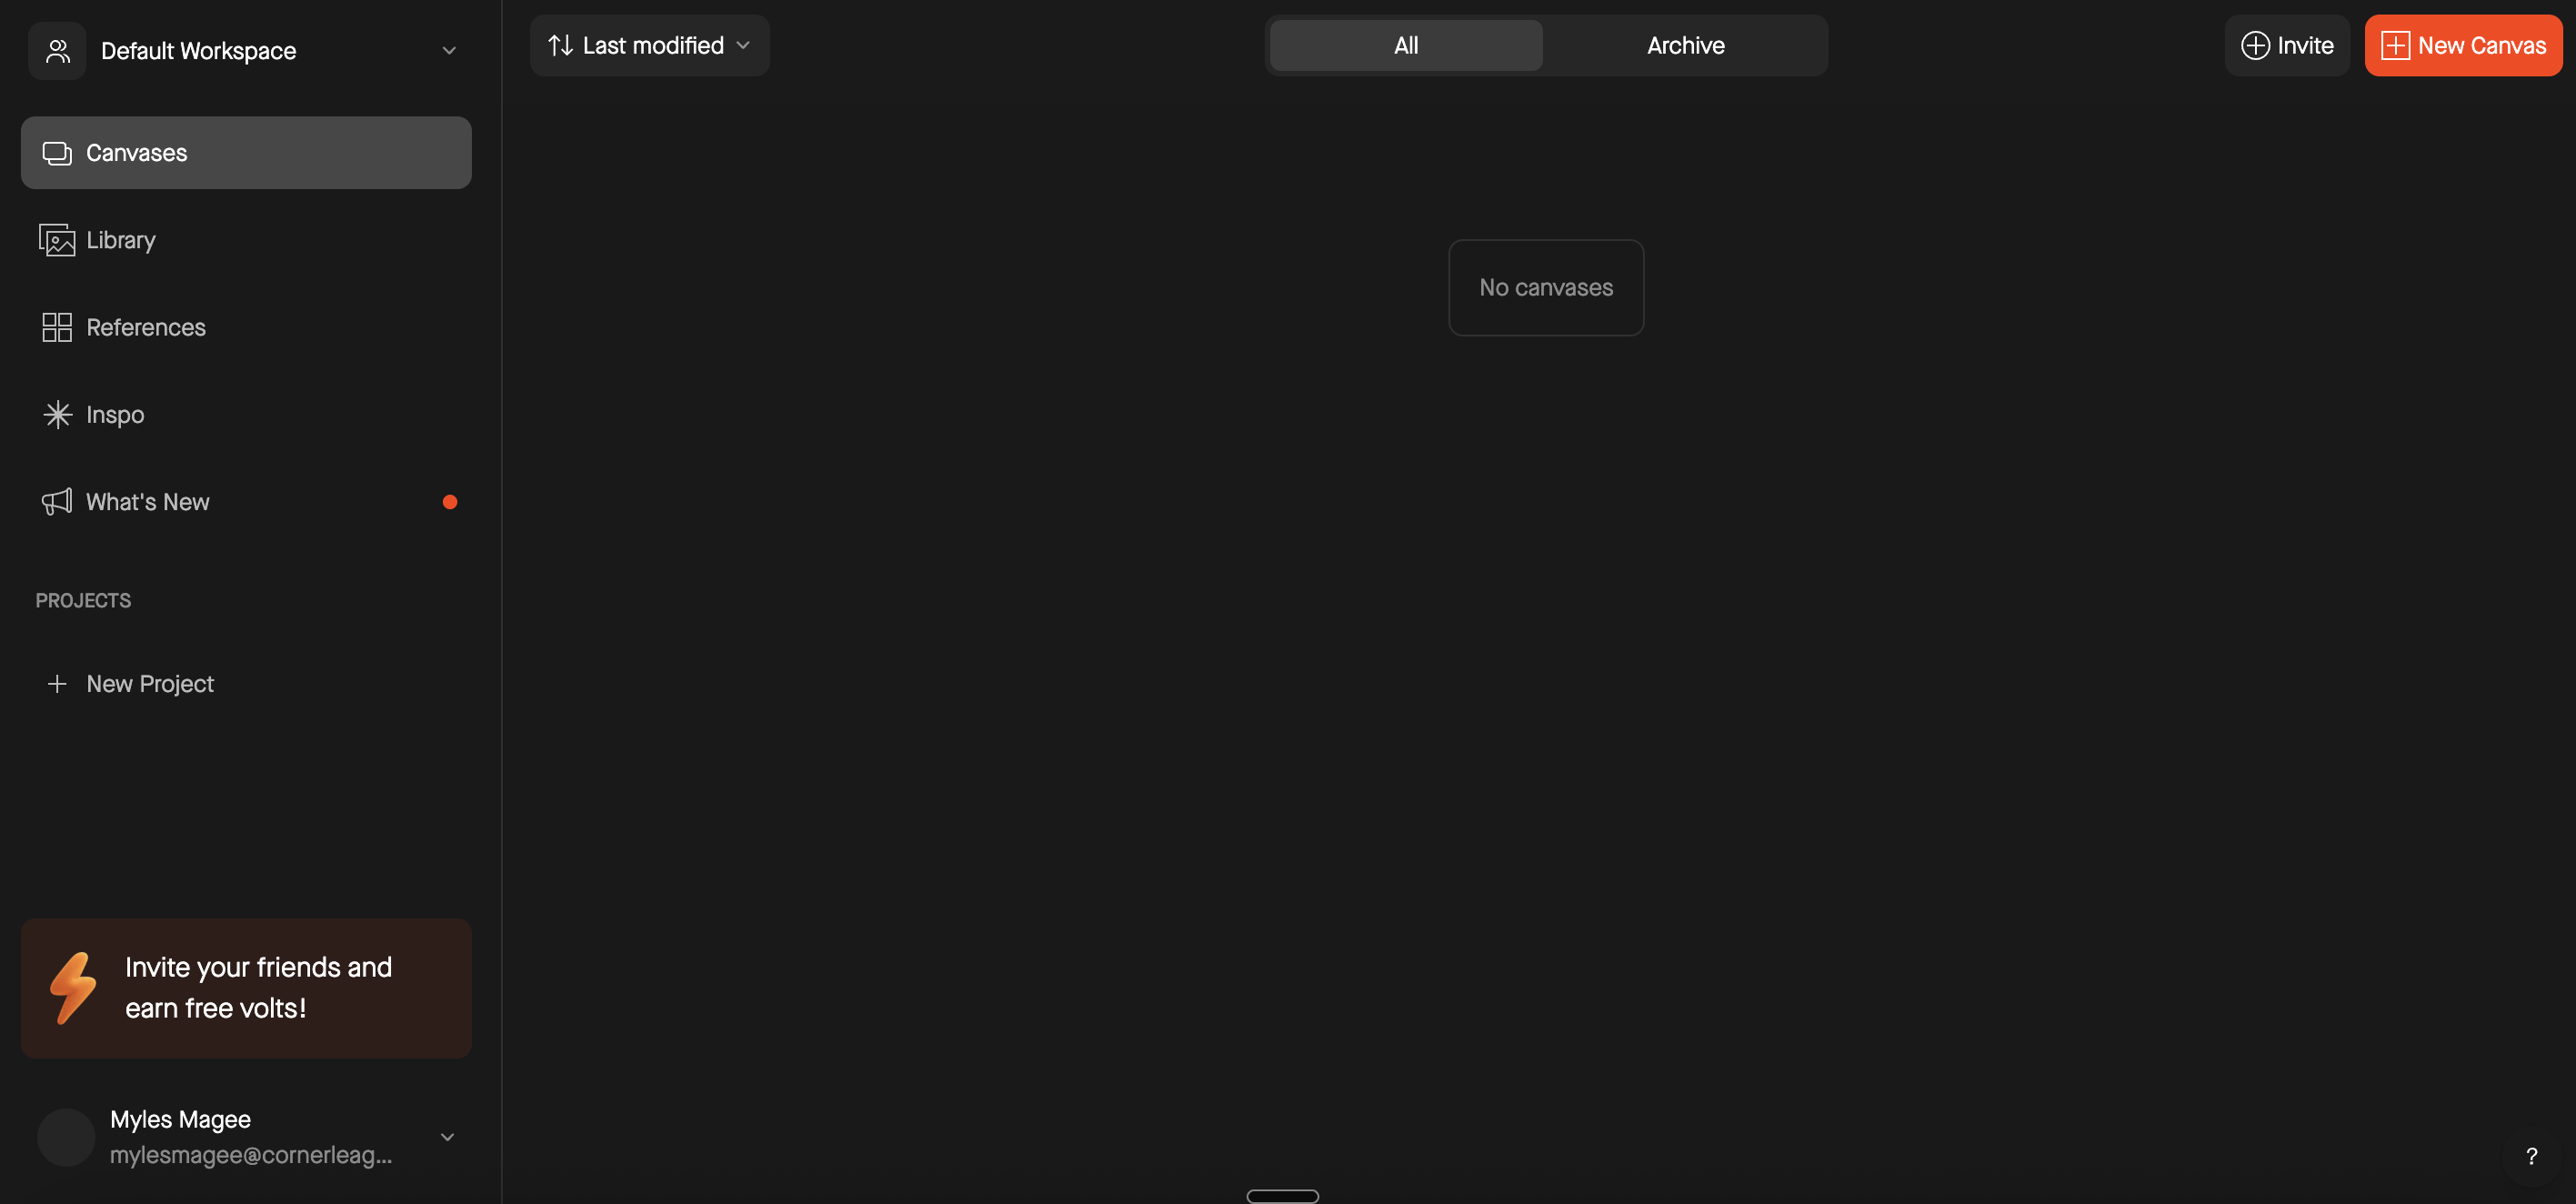 Default Workspace
Canvases
Library
References
Inspo
What's New
PROJECTS
New Project
Invite your friends and
earn free volts!
Myles Magee
mylesmagee@cornerleag...
Last modified
All
Archive
Invite
New Canvas
No canvases
?